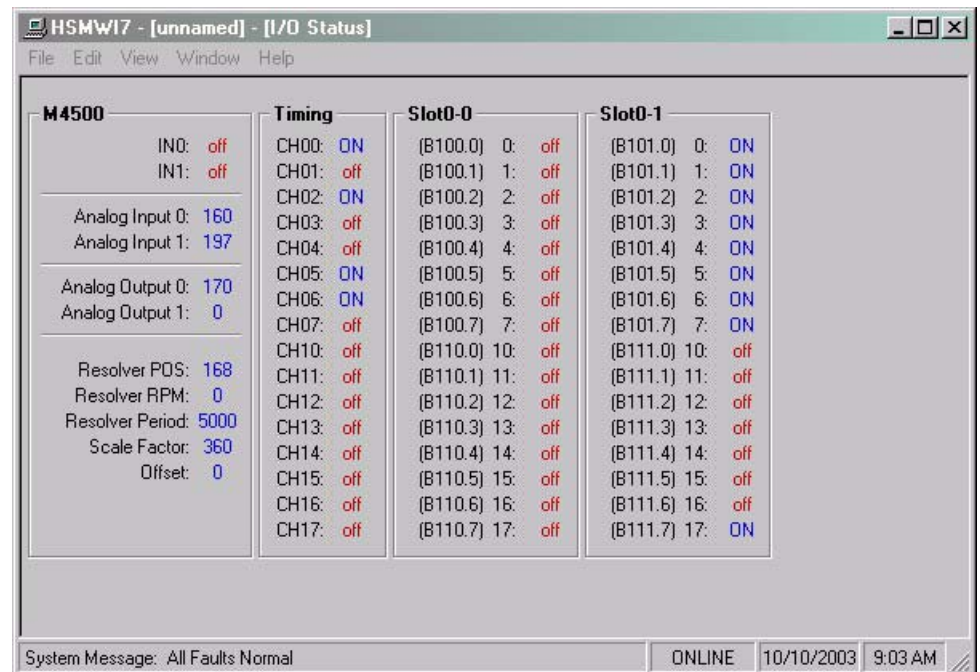 HSMWI7 - [unnamed] - [I/O Status]
File Edit View Window Help
M4500
IN0: off
IN1: off
Analog Input 0: 160
Analog Input 1: 197
Analog Output 0: 170
Analog Output 1: 0
Resolver POS: 168
Resolver RPM: 0
Resolver Period: 5000
Scale Factor: 360
Offset: 0
Timing
CH00: ON
CH01: off
CH02: ON
CH03: off
CH04: off
CH05: ON
CH06: ON
CH07: off
CH10: off
CH11: off
CH12: off
CH13: off
CH14: off
CH15: off
CH16: off
CH17: off
Slot0-0
(B100.0) 0: off
(B100.1) 1: off
(B100.2) 2: off
(B100.3) 3: off
(B100.4) 4: off
(B100.5) 5: off
(B100.6) 6: off
(B100.7) 7: off
(B110.0) 10: off
(B110.1) 11: off
(B110.2) 12: off
(B110.3) 13: off
(B110.4) 14: off
(B110.5) 15: off
(B110.6) 16: off
(B110.7) 17: off
Slot0-1
(B101.0) 0: ON
(B101.1) 1: ON
(B101.2) 2: ON
(B101.3) 3: ON
(B101.4) 4: ON
(B101.5) 5: ON
(B101.6) 6: ON
(B101.7) 7: ON
(B111.0) 10: off
(B111.1) 11: off
(B111.2) 12: off
(B111.3) 13: off
(B111.4) 14: off
(B111.5) 15: off
(B111.6) 16: off
(B111.7) 17: ON
System Message: All Faults Normal
ONLINE
10/10/2003
9:03 AM